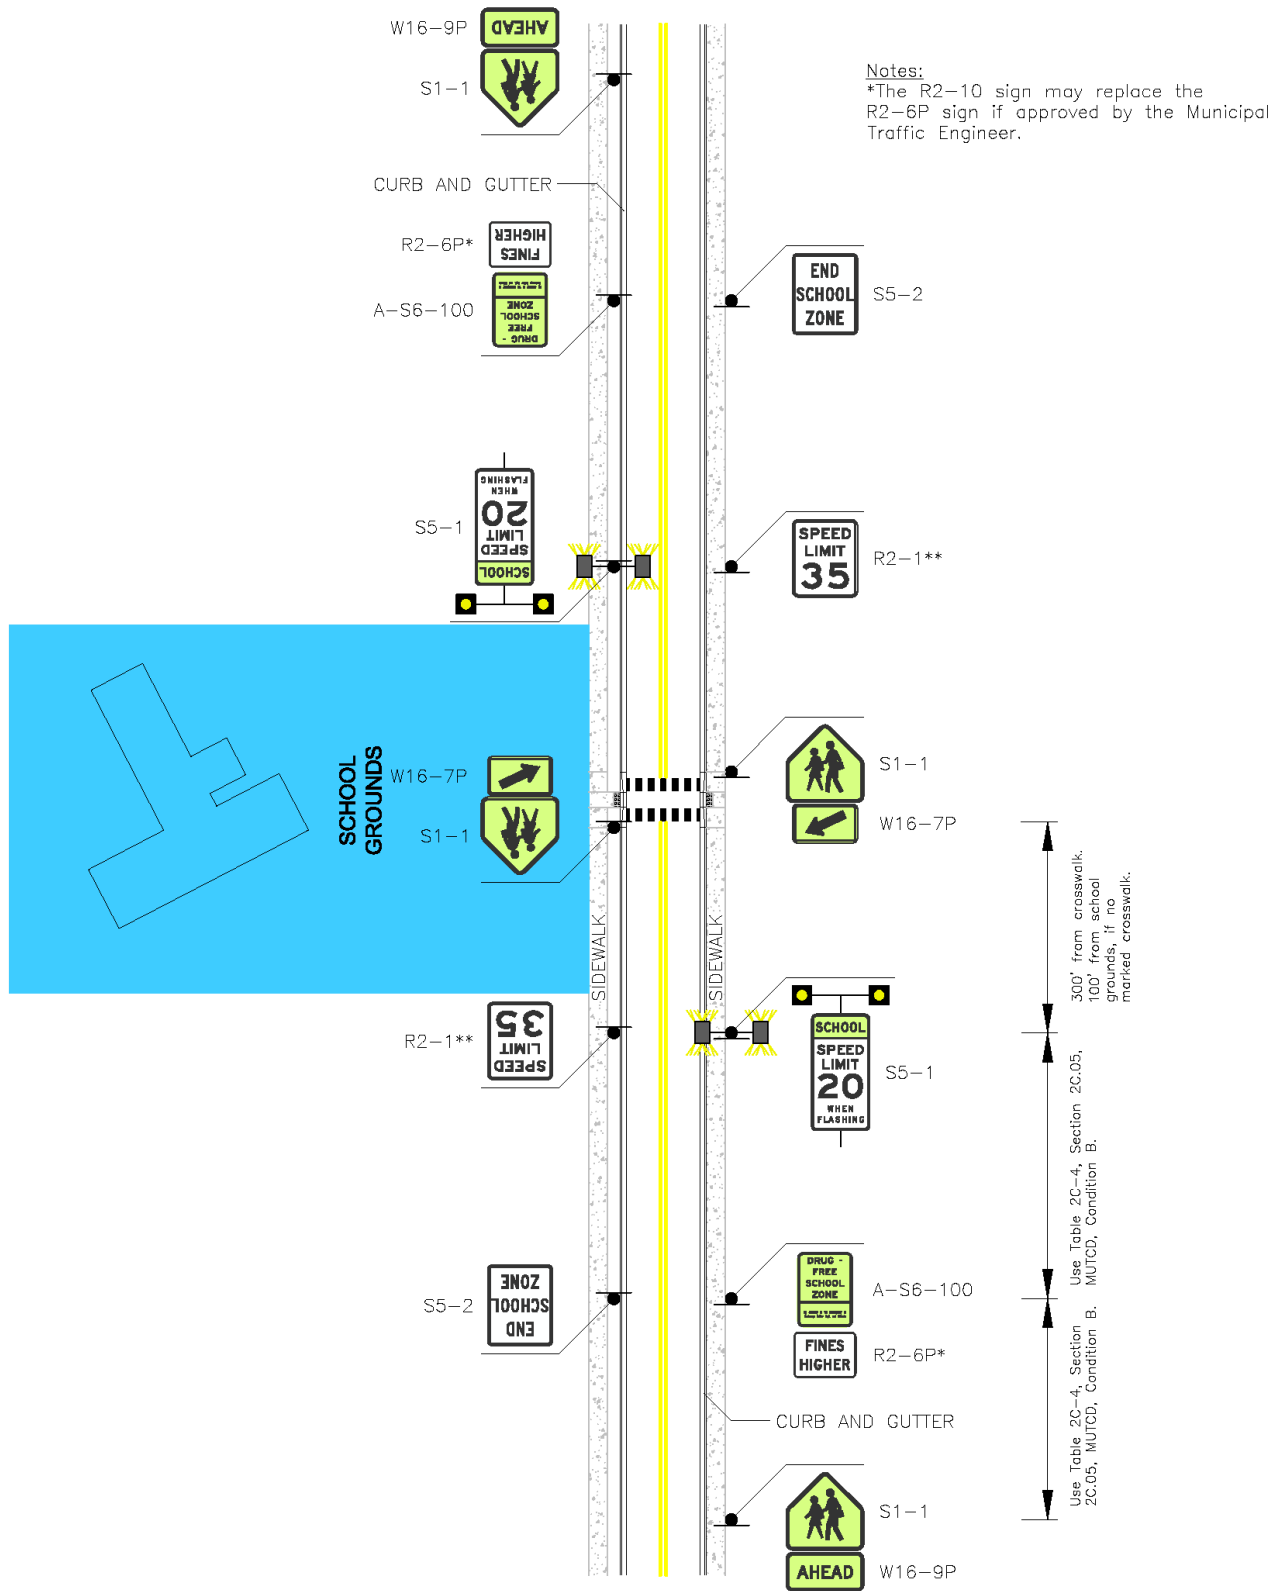 W16-9P
AHEAD
S1-1
Notes:
*The R2-10 sign may replace the
R2-6P sign if approved by the Municipal
Traffic Engineer.
CURB AND GUTTER
R2-6P*
FINES
HIGHER
A-S6-100
DRUG -
FREE
SCHOOL
ZONE
END
SCHOOL
ZONE
S5-2
S5-1
SCHOOL
SPEED
LIMIT
20
WHEN
FLASHING
SPEED
LIMIT
35
R2-1**
SCHOOL
GROUNDS
W16-7P
S1-1
S1-1
W16-7P
SIDEWALK
SIDEWALK
300' from crosswalk.
100' from school
grounds, if no
marked crosswalk.
R2-1**
SPEED
LIMIT
35
SCHOOL
SPEED
LIMIT
20
WHEN
FLASHING
S5-1
Use Table 2C-4, Section 2C.05,
MUTCD, Condition B.
S5-2
END
SCHOOL
ZONE
DRUG -
FREE
SCHOOL
ZONE
A-S6-100
FINES
HIGHER
R2-6P*
Use Table 2C-4, Section
2C.05, MUTCD, Condition B.
CURB AND GUTTER
S1-1
AHEAD
W16-9P